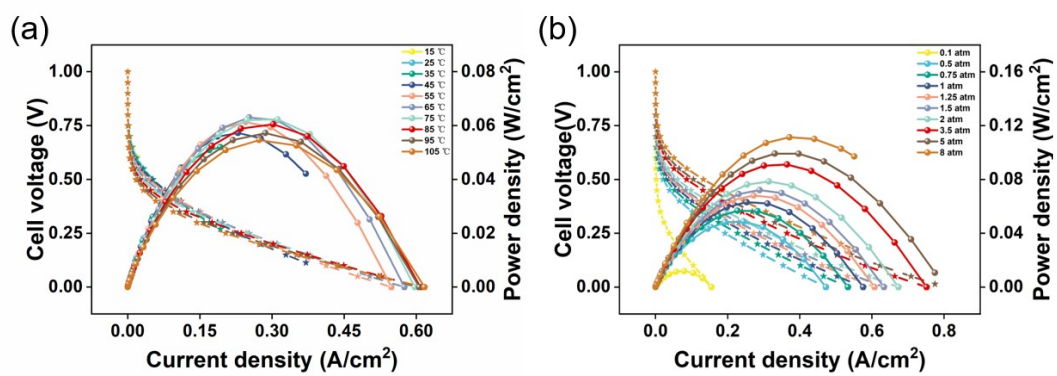 (a)
Cell voltage (V)
1.00
0.75
0.50
0.25
0.00
15 ℃
25 ℃
35 ℃
45 ℃
55 ℃
65 ℃
75 ℃
85 ℃
95 ℃
105 ℃
0.08
0.06
0.04
0.02
0.00
Power density (W/cm²)
0.00 0.15 0.30 0.45 0.60
Current density (A/cm²)
(b)
Cell voltage(V)
1.00
0.75
0.50
0.25
0.00
0.1 atm
0.5 atm
0.75 atm
1 atm
1.25 atm
1.5 atm
2 atm
3.5 atm
5 atm
8 atm
0.16
0.12
0.08
0.04
0.00
Power density (W/cm²)
0.0 0.2 0.4 0.6 0.8
Current density (A/cm²)